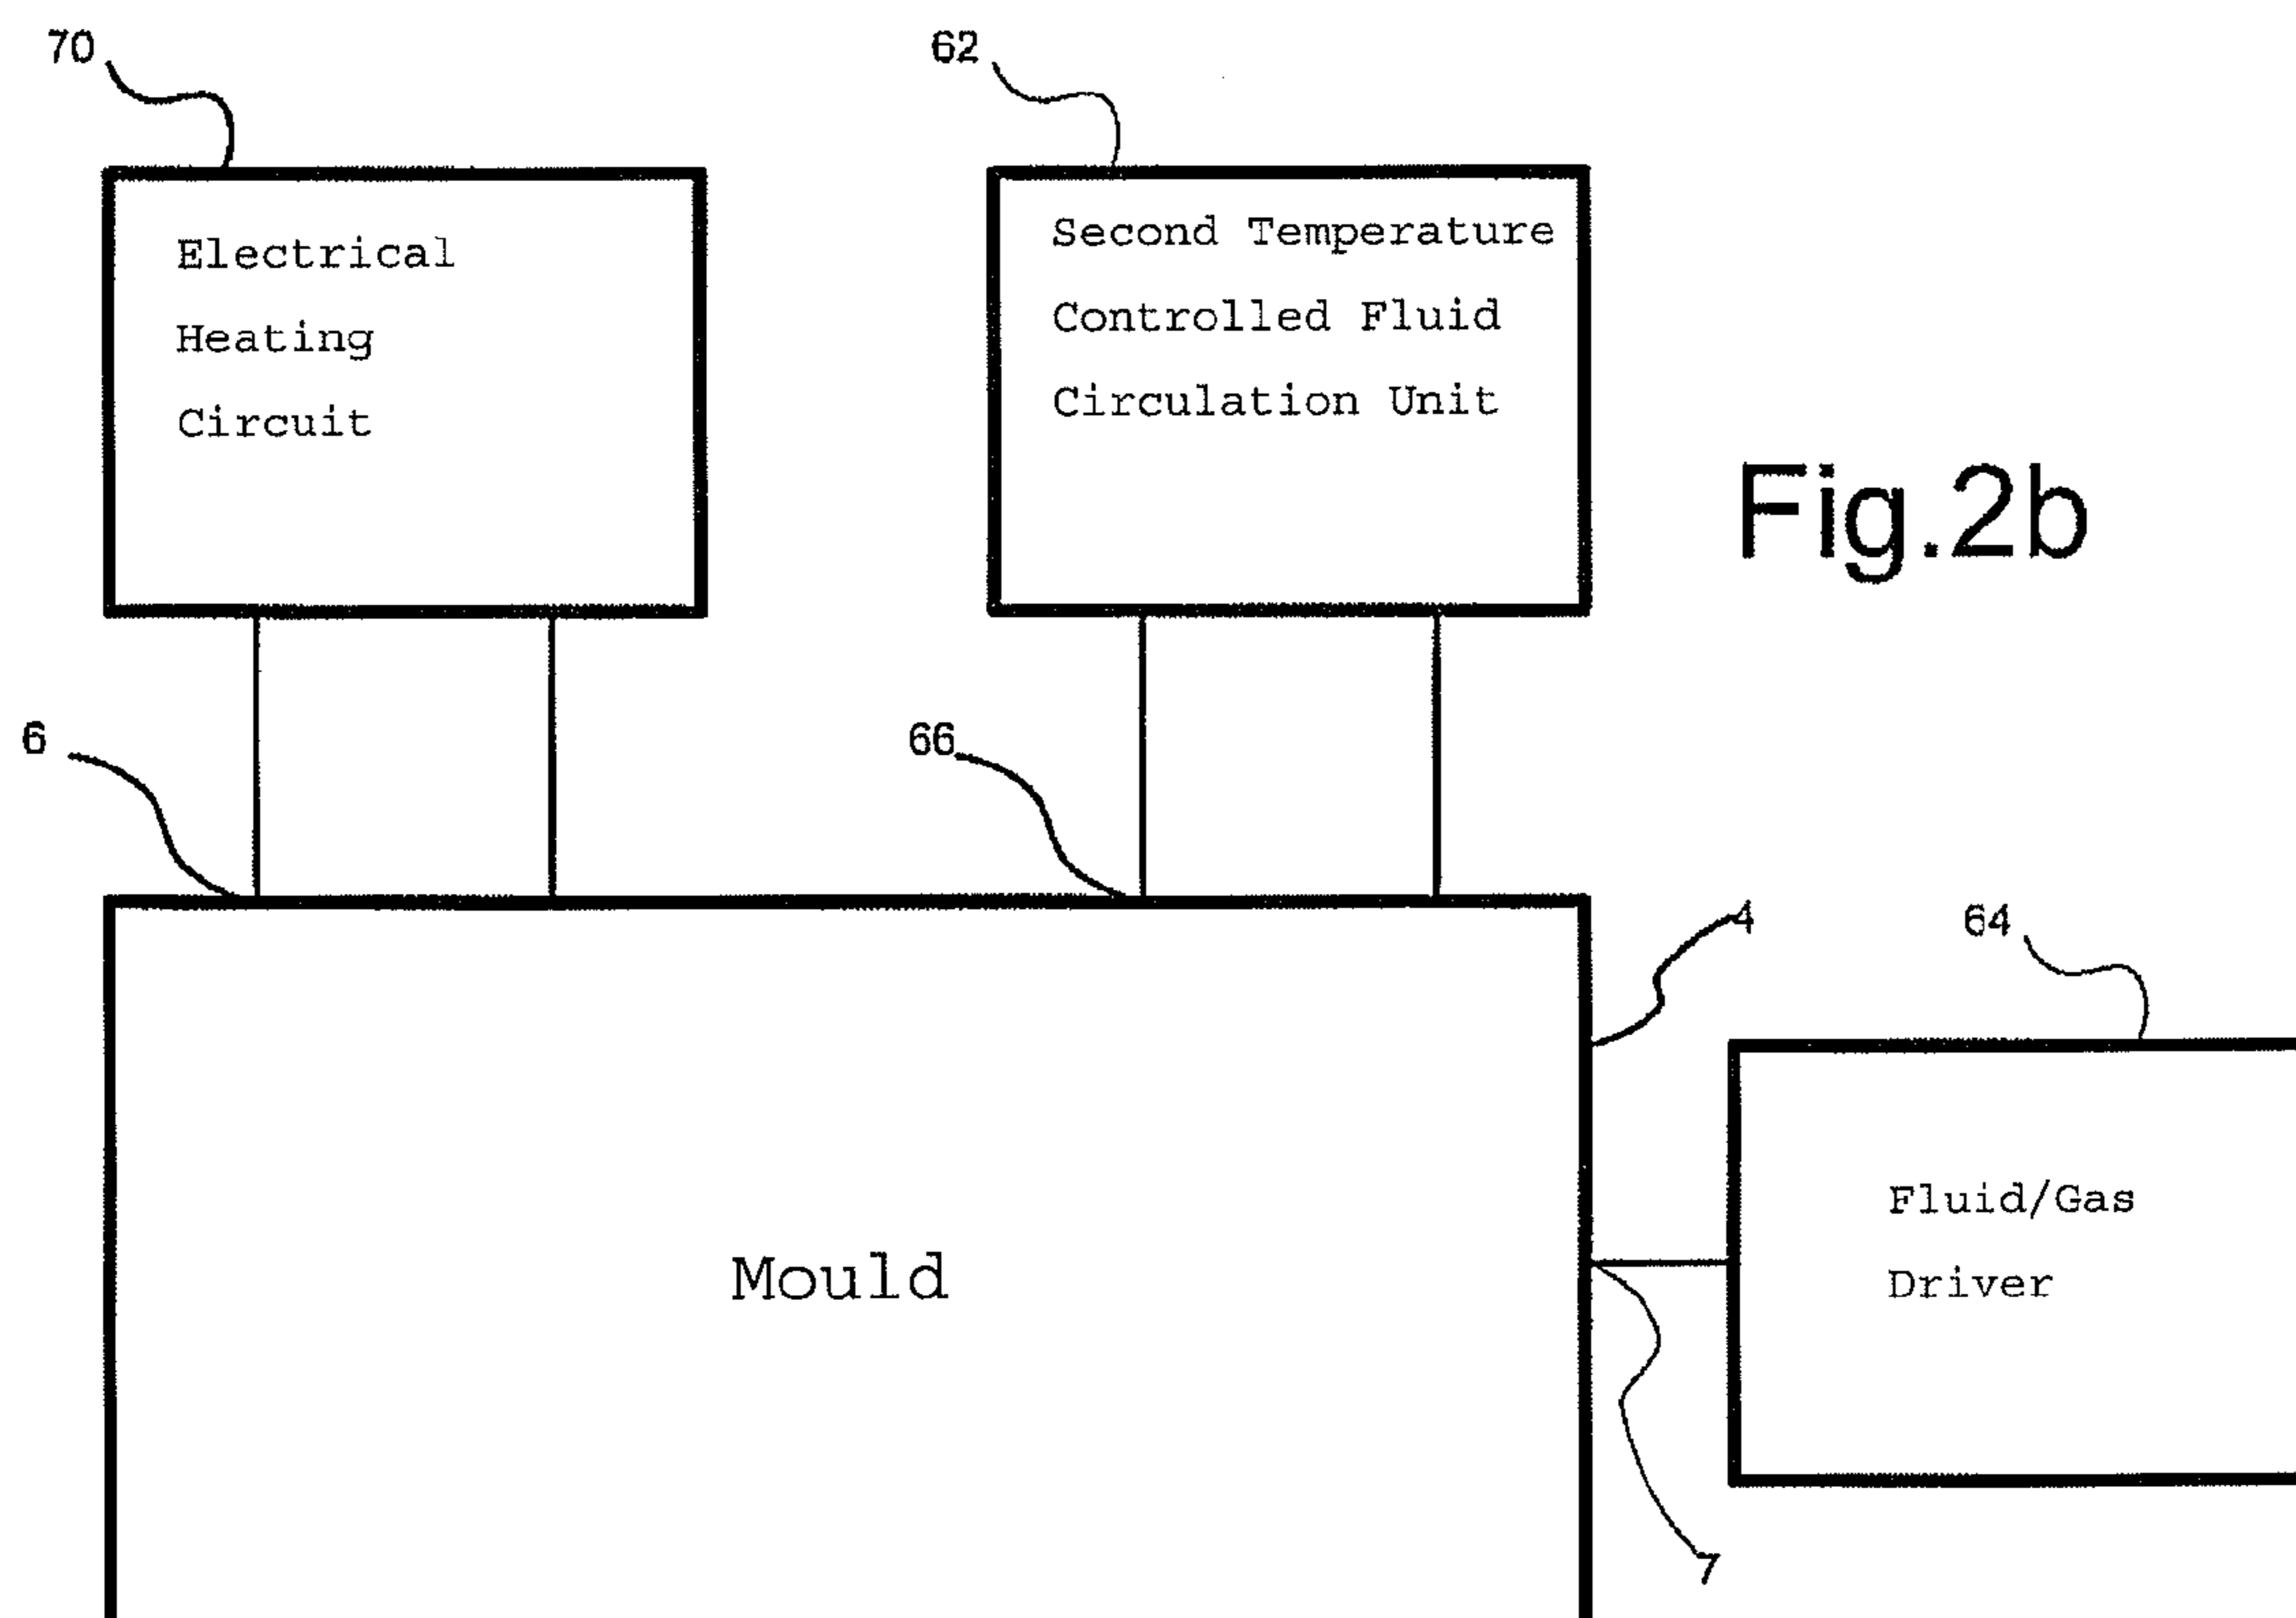 70
62
Electrical
Heating
Circuit
Second Temperature
Controlled Fluid
Circulation Unit
Fig.2b
6
66
4
64
Mould
Fluid/Gas
Driver
7